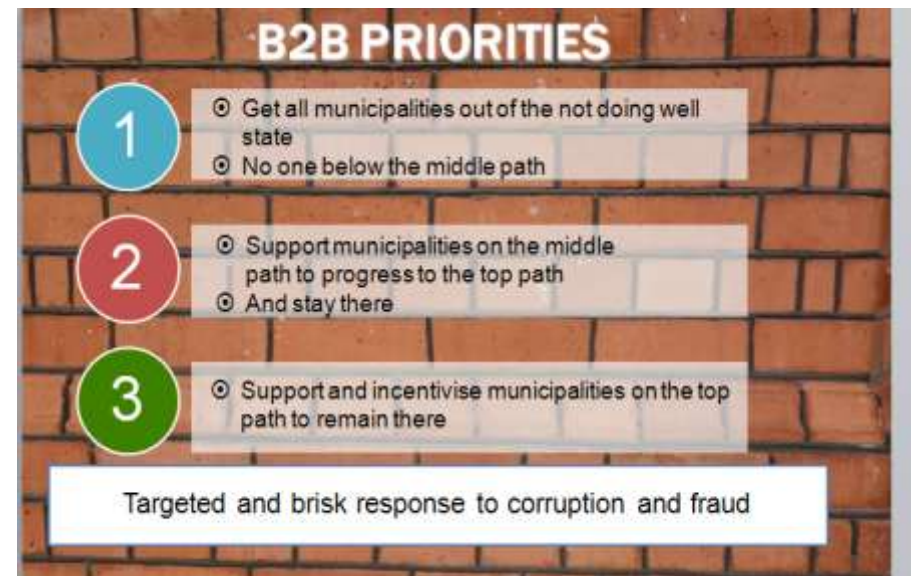 B2B PRIORITIES
1
⊙ Get all municipalities out of the not doing well
state
⊙ No one below the middle path
2
⊙ Support municipalities on the middle
path to progress to the top path
⊙ And stay there
3
⊙ Support and incentivise municipalities on the top
path to remain there
Targeted and brisk response to corruption and fraud